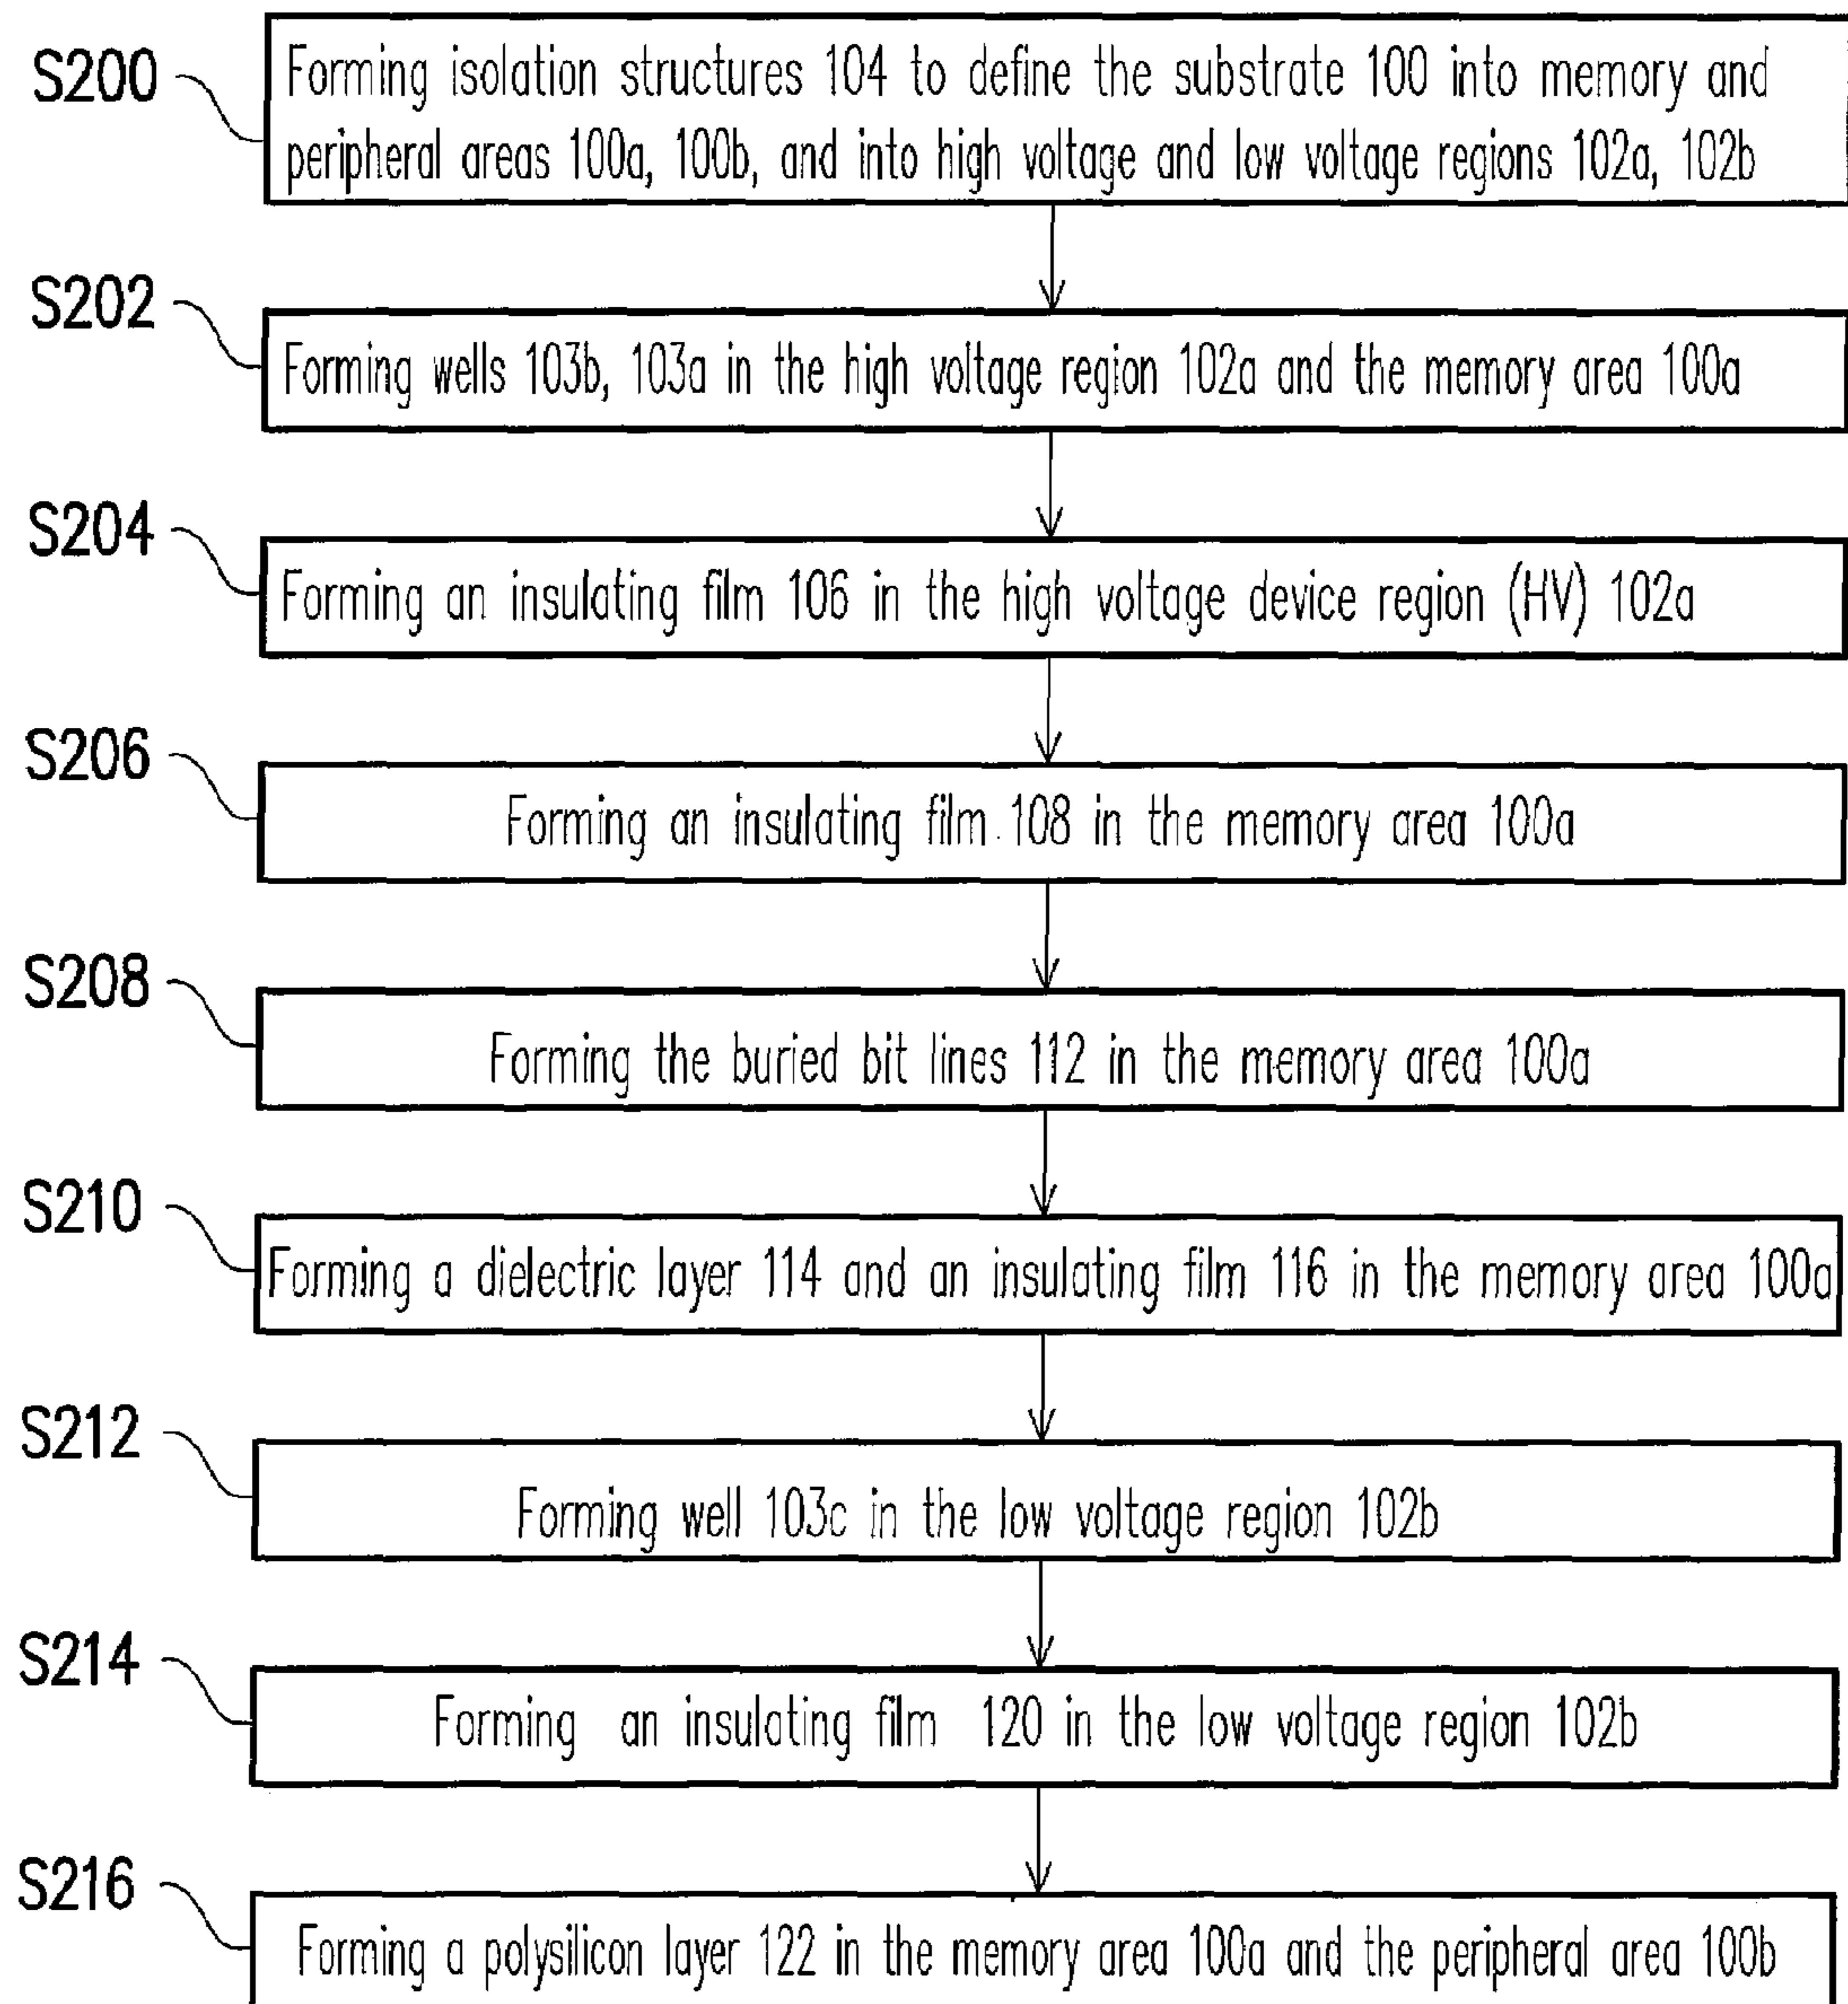 S200
Forming isolation structures 104 to define the substrate 100 into memory and
peripheral areas 100a, 100b, and into high voltage and low voltage regions 102a, 102b
S202
Forming wells 103b, 103a in the high voltage region 102a and the memory area 100a
S204
Forming an insulating film 106 in the high voltage device region (HV) 102a
S206
Forming an insulating film 108 in the memory area 100a
S208
Forming the buried bit lines 112 in the memory area 100a
S210
Forming a dielectric layer 114 and an insulating film 116 in the memory area 100a
S212
Forming well 103c in the low voltage region 102b
S214
Forming an insulating film 120 in the low voltage region 102b
S216
Forming a polysilicon layer 122 in the memory area 100a and the peripheral area 100b